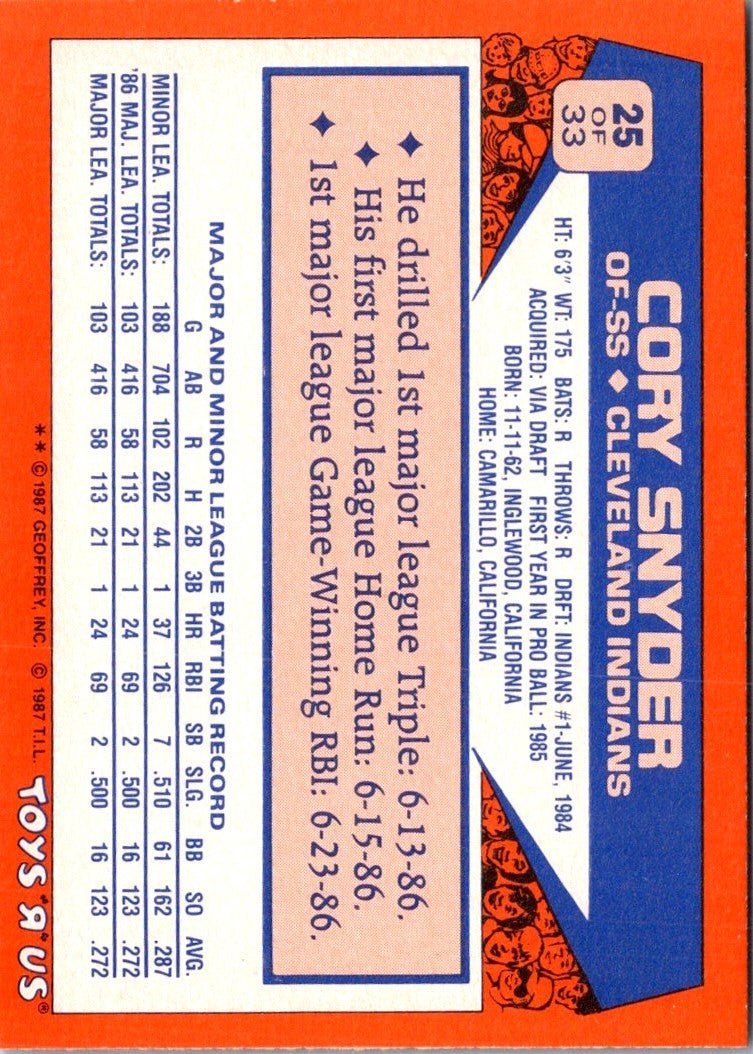 25
OF
33
CORY SNYDER
OF-SS ◆ CLEVELAND INDIANS
HT: 6'3" WT: 175 BATS: R THROWS: R DRFT: INDIANS #1-JUNE, 1984
ACQUIRED: VIA DRAFT FIRST YEAR IN PRO BALL: 1985
BORN: 11-11-62, INGLEWOOD, CALIFORNIA
HOME: CAMARILLO, CALIFORNIA
◆ He drilled 1st major league Triple: 6-13-86.
◆ His first major league Home Run: 6-15-86.
◆ 1st major league Game-Winning RBI: 6-23-86.
MAJOR AND MINOR LEAGUE BATTING RECORD
G AB R H 2B 3B HR RBI SB SLG. BB SO AVG.
MINOR LEA. TOTALS: 188 704 102 202 44 1 37 126 7 .510 61 162 .287
'86 MAJ. LEA. TOTALS: 103 416 58 113 21 1 24 69 2 .500 16 123 .272
MAJOR LEA. TOTALS: 103 416 58 113 21 1 24 69 2 .500 16 123 .272
** © 1987 GEOFFREY, INC. © 1987 T.I.L. TOYS "R" US®